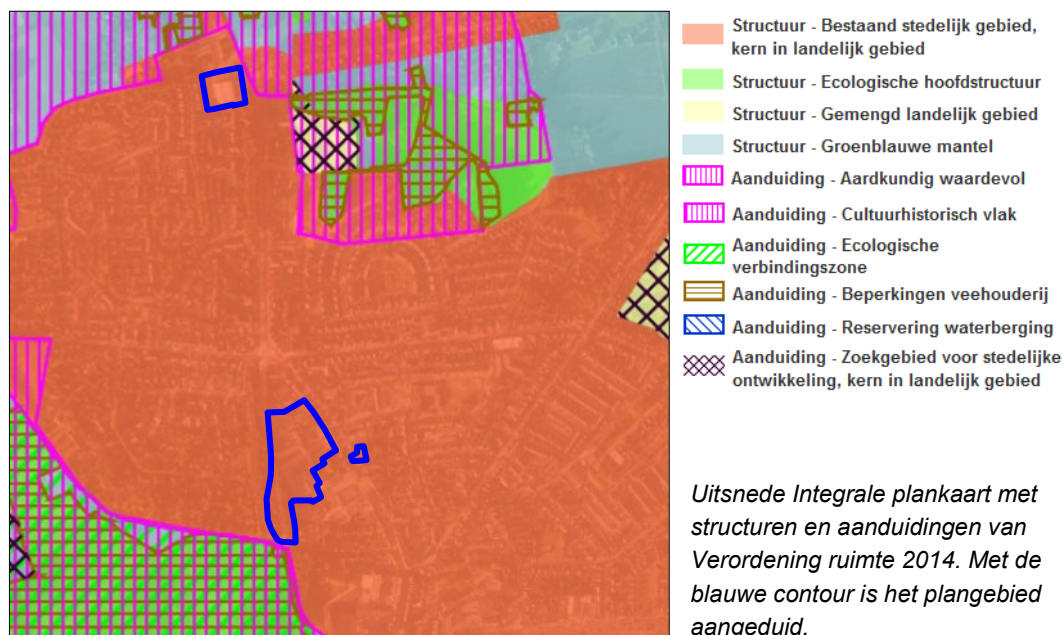 Structuur - Bestaand stedelijk gebied,
kern in landelijk gebied
Structuur - Ecologische hoofdstructuur
Structuur - Gemengd landelijk gebied
Structuur - Groenblauwe mantel
Aanduiding - Aardkundig waardevol
Aanduiding - Cultuurhistorisch vlak
Aanduiding - Ecologische
verbindingszone
Aanduiding - Beperkingen veehouderij
Aanduiding - Reservering waterberging
Aanduiding - Zoekgebied voor stedelijke
ontwikkeling, kern in landelijk gebied
Uitsnede Integrale plankaart met
structuren en aanduidingen van
Verordening ruimte 2014. Met de
blauwe contour is het plangebied
aangeduid.